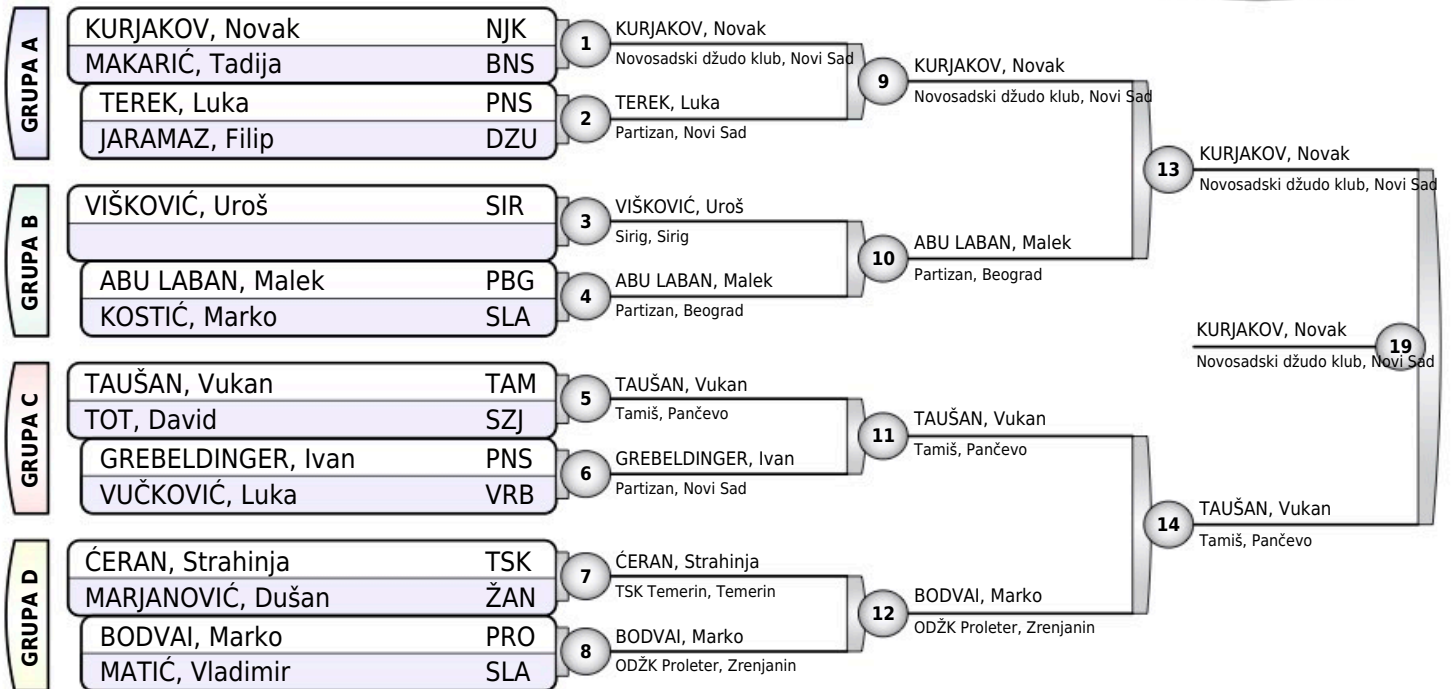 GRUPA A
KURJAKOV, Novak NJK
MAKARIĆ, Tadija BNS
TEREK, Luka PNS
JARAMAZ, Filip DZU
GRUPA B
VIŠKOVIĆ, Uroš SIR
ABU LABAN, Malek PBG
KOSTIĆ, Marko SLA
GRUPA C
TAUŠAN, Vukan TAM
TOT, David SZJ
GREBELDINGER, Ivan PNS
VUČKOVIĆ, Luka VRB
GRUPA D
ĆERAN, Strahinja TSK
MARJANOVIĆ, Dušan ŽAN
BODVAI, Marko PRO
MATIĆ, Vladimir SLA
1
KURJAKOV, Novak
Novosadski džudo klub, Novi Sad
2
TEREK, Luka
Partizan, Novi Sad
3
VIŠKOVIĆ, Uroš
Sirig, Sirig
4
ABU LABAN, Malek
Partizan, Beograd
5
TAUŠAN, Vukan
Tamiš, Pančevo
6
GREBELDINGER, Ivan
Partizan, Novi Sad
7
ĆERAN, Strahinja
TSK Temerin, Temerin
8
BODVAI, Marko
ODŽK Proleter, Zrenjanin
9
KURJAKOV, Novak
Novosadski džudo klub, Novi Sad
10
ABU LABAN, Malek
Partizan, Beograd
11
TAUŠAN, Vukan
Tamiš, Pančevo
12
BODVAI, Marko
ODŽK Proleter, Zrenjanin
13
KURJAKOV, Novak
Novosadski džudo klub, Novi Sad
14
TAUŠAN, Vukan
Tamiš, Pančevo
KURJAKOV, Novak
19
Novosadski džudo klub, Novi Sad